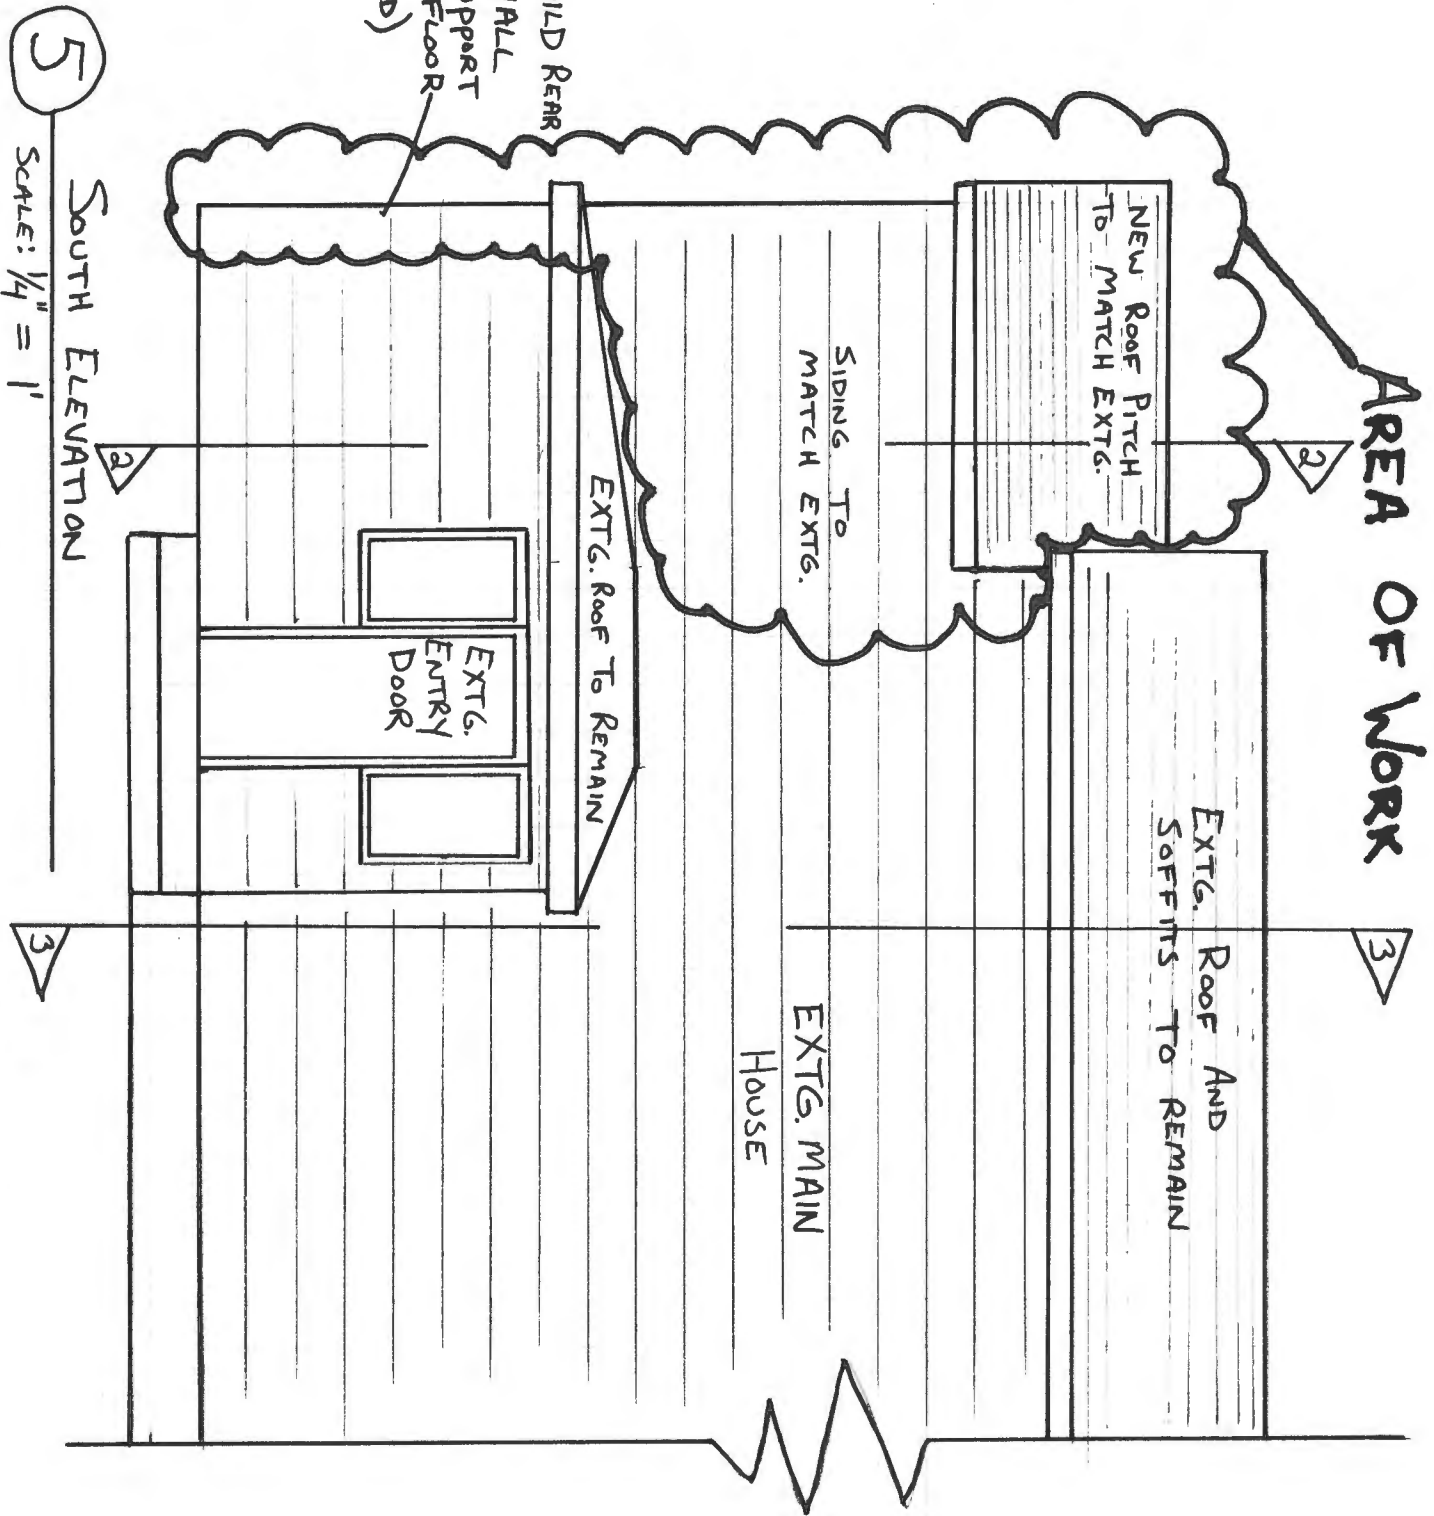 AREA OF WORK
2
3
NEW ROOF PITCH
TO MATCH EXTG.
EXTG. ROOF AND
SOFFITS TO REMAIN
SIDING TO
MATCH EXTG.
EXTG. MAIN
HOUSE
ILD REAR
ALL
PPORT
FLOOR
D)
EXTG. ROOF TO REMAIN
EXTG.
ENTRY
DOOR
2
3
5
SOUTH ELEVATION
SCALE: 1/4" = 1'